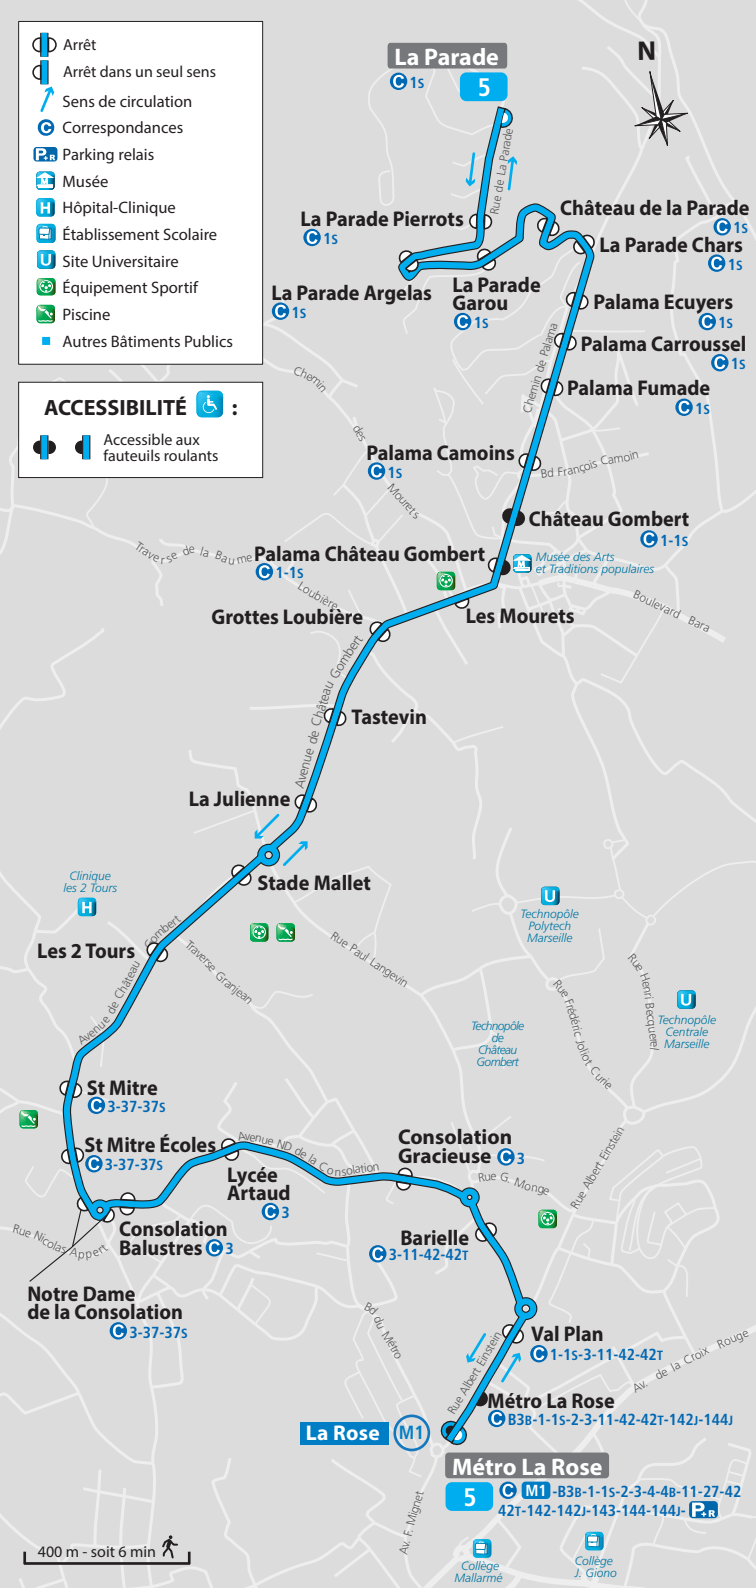 Arrêt
Arrêt dans un seul sens
Sens de circulation
C Correspondances
P+R Parking relais
M Musée
H Hôpital-Clinique
Établissement Scolaire
U Site Universitaire
Équipement Sportif
Piscine
Autres Bâtiments Publics
ACCESSIBILITÉ :
Accessible aux
fauteuils roulants
N
La Parade
C 1S
5
Rue de La Parade
La Parade Pierrots
C 1S
Château de la Parade
C 1S
La Parade Chars
C 1S
La Parade Argelas
C 1S
La Parade
Garou
C 1S
Palama Ecuyers
C 1S
Palama Carroussel
C 1S
Chemin de Palama
Palama Fumade
C 1S
Chemin
des
Mourets
Palama Camoins
C 1S
Bd François Camoin
Château Gombert
C 1-1S
Traverse de la Baume
Loubière
Palama Château Gombert
C 1-1S
M Musée des Arts
et Traditions populaires
Boulevard Bara
Grottes Loubière
Les Mourets
Avenue de Château Gombert
Tastevin
La Julienne
Stade Mallet
Clinique
les 2 Tours
H
U
Technopôle
Polytech
Marseille
Les 2 Tours
Avenue de Château Gombert
Traverse Granjean
Rue Paul Langevin
Rue Frédéric Joliot Curie
Rue Henri Becquerel
U
Technopôle
Centrale
Marseille
Technopôle
de
Château
Gombert
St Mitre
C 3-37-37S
St Mitre Écoles
C 3-37-37S
Avenue ND de la Consolation
Lycée
Artaud
C 3
Consolation
Gracieuse C 3
Rue G. Monge
Rue Albert Einstein
Consolation
Balustres C 3
Rue Nicolas Appert
Barielle
C 3-11-42-42T
Notre Dame
de la Consolation
C 3-37-37S
Bd du Métro
Val Plan
C 1-1S-3-11-42-42T
Rue Albert Einstein
Av. de la Croix Rouge
Métro La Rose
C B3B-1-1S-2-3-11-42-42T-142J-144J
La Rose M1
Métro La Rose
5
C M1 -B3B-1-1S-2-3-4-4B-11-27-42
42T-142-142J-143-144-144J- P+R
Av. F. Mignet
400 m - soit 6 min
Collège
Mallarmé
Collège
J. Giono